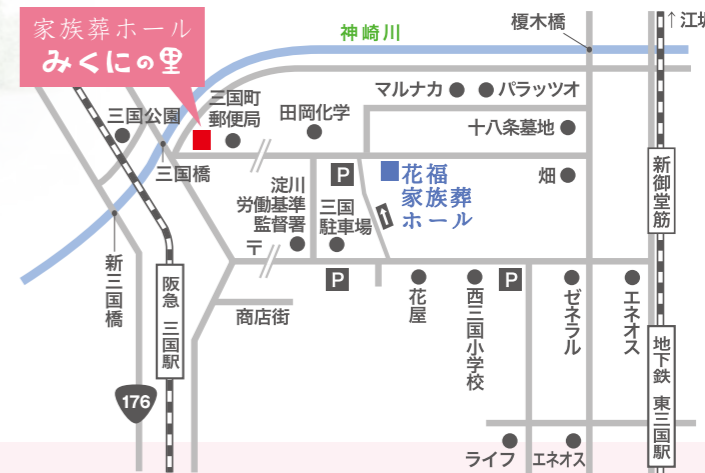 家族葬ホール
みくにの里
神崎川
榎木橋
↑江坂
マルナカ
パラッツオ
三国公園
三国町
郵便局
田岡化学
十八条墓地
三国橋
淀川
労働基準
監督署
〒
P
三国
駐車場
花福
家族葬
ホール
畑
新御堂筋
新三国橋
阪急 三国駅
商店街
P
花屋
西三国小学校
P
ゼネラル
エネオス
地下鉄 東三国駅
176
ライフ
エネオス